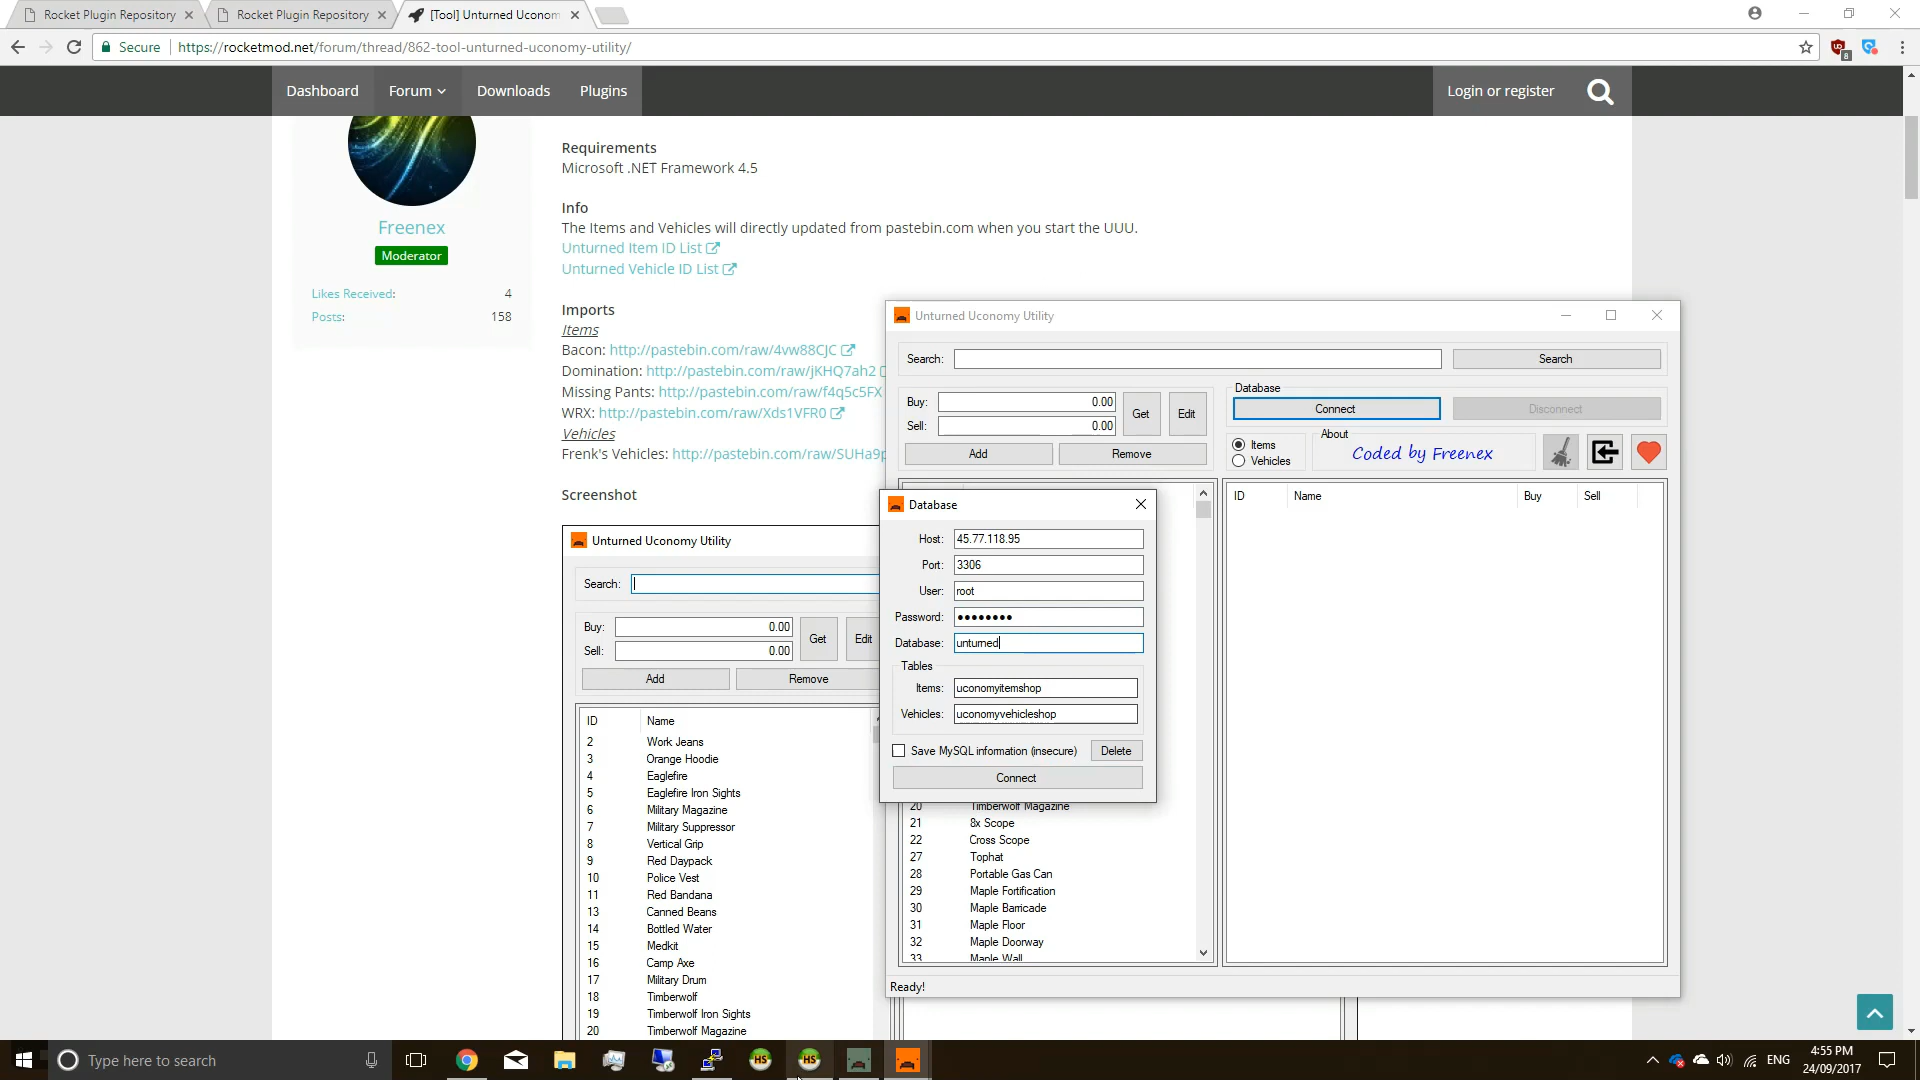 Rocket Plugin Repository
Rocket Plugin Repository
[Tool] Unturned Uconom
Secure
https://rocketmod.net/forum/thread/862-tool-unturned-uconomy-utility/
Dashboard
Forum
Downloads
Plugins
Login or register
Freenex
Moderator
Likes Received:
4
Posts:
158
Requirements
Microsoft .NET Framework 4.5
Info
The Items and Vehicles will directly updated from pastebin.com when you start the UUU.
Unturned Item ID List
Unturned Vehicle ID List
Imports
Items
Bacon: http://pastebin.com/raw/4vw88CJC
Domination: http://pastebin.com/raw/jKHQ7ah2
Missing Pants: http://pastebin.com/raw/f4q5c5FX
WRX: http://pastebin.com/raw/Xds1VFR0
Vehicles
Frenk's Vehicles: http://pastebin.com/raw/SUHa9p
Screenshot
Unturned Uconomy Utility
Search:
Buy:
0.00
Sell:
0.00
Get
Edit
Add
Remove
ID Name
2 Work Jeans
3 Orange Hoodie
4 Eaglefire
5 Eaglefire Iron Sights
6 Military Magazine
7 Military Suppressor
8 Vertical Grip
9 Red Daypack
10 Police Vest
11 Red Bandana
13 Canned Beans
14 Bottled Water
15 Medkit
16 Camp Axe
17 Military Drum
18 Timberwolf
19 Timberwolf Iron Sights
20 Timberwolf Magazine
Unturned Uconomy Utility
Search:
Search
Buy:
0.00
Sell:
0.00
Get
Edit
Add
Remove
Database
Connect
Disconnect
Items
Vehicles
About
Coded by Freenex
ID Name Buy Sell
Database
Host: 45.77.118.95
Port: 3306
User: root
Password: ●●●●●●●●
Database: unturned
Tables
Items: uconomyitemshop
Vehicles: uconomyvehicleshop
Save MySQL information (insecure)
Delete
Connect
20 Timberwolf Magazine
21 8x Scope
22 Cross Scope
27 Tophat
28 Portable Gas Can
29 Maple Fortification
30 Maple Barricade
31 Maple Floor
32 Maple Doorway
33 Maple Wall
Ready!
Type here to search
HS
HS
ENG
4:55 PM
24/09/2017